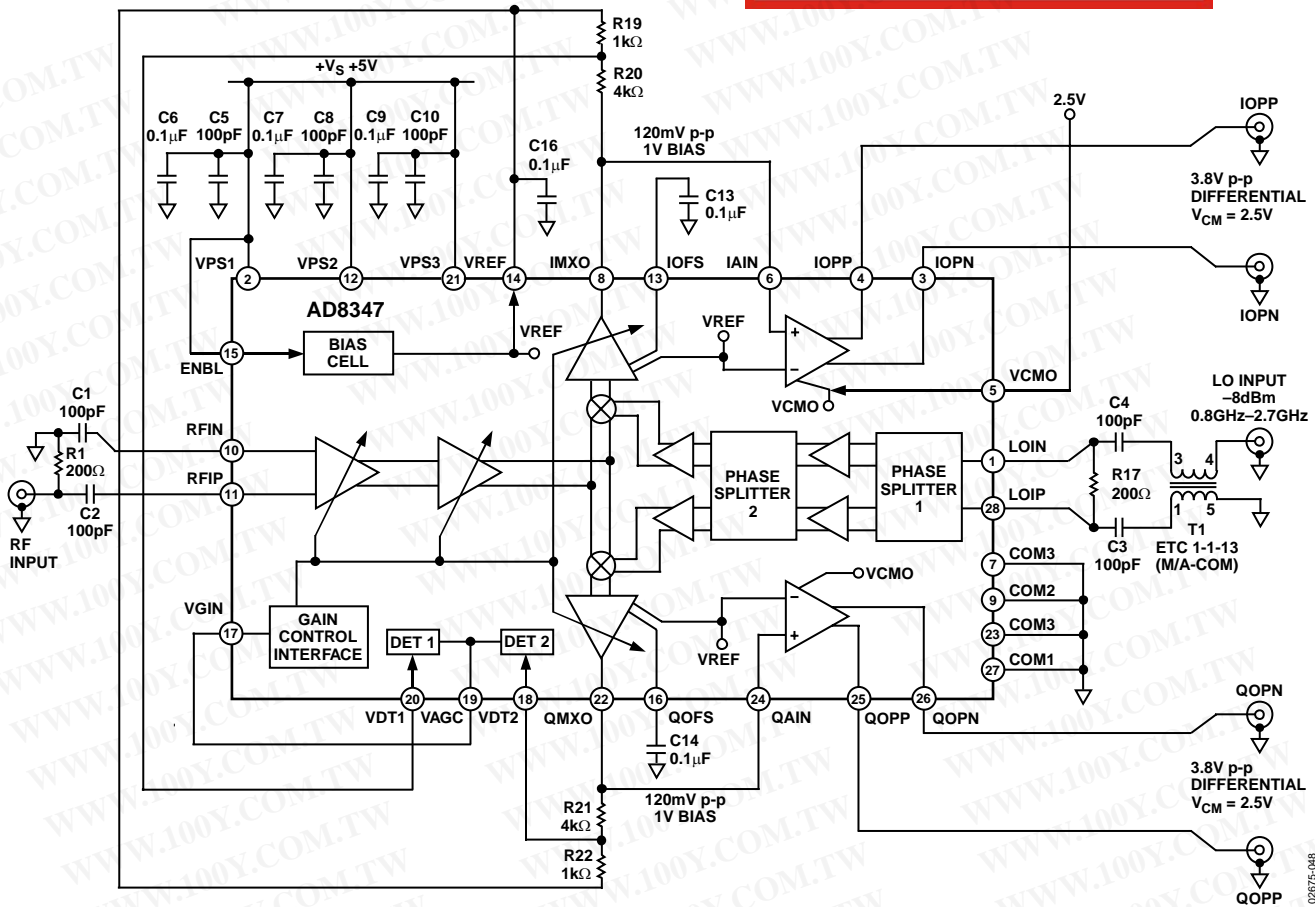 R19
1kΩ
R20
4kΩ
+VS +5V
C6
0.1μF
C5
100pF
C7
0.1μF
C8
100pF
C9
0.1μF
C10
100pF
C16
0.1μF
120mV p-p
1V BIAS
C13
0.1μF
2.5V
IOPP
3.8V p-p
DIFFERENTIAL
VCM = 2.5V
IOPN
VPS1
VPS2
VPS3
VREF
IMXO
IOFS
IAIN
IOPP
IOPN
2
12
21
14
8
13
6
4
3
AD8347
BIAS
CELL
VREF
VREF
+
−
VCMO
15
ENBL
5
VCMO
C1
100pF
R1
200Ω
C2
100pF
RF
INPUT
RFIN
10
RFIP
11
PHASE
SPLITTER
2
PHASE
SPLITTER
1
1
LOIN
28
LOIP
C4
100pF
R17
200Ω
C3
100pF
LO INPUT
–8dBm
0.8GHz–2.7GHz
3
4
1
5
T1
ETC 1-1-13
(M/A-COM)
7
COM3
9
COM2
23
COM3
27
COM1
VGIN
17
GAIN
CONTROL
INTERFACE
DET 1
DET 2
VREF
VCMO
−
+
20
19
18
22
16
24
25
26
VDT1
VAGC
VDT2
QMXO
QOFS
QAIN
QOPP
QOPN
C14
0.1μF
120mV p-p
1V BIAS
R21
4kΩ
R22
1kΩ
QOPN
3.8V p-p
DIFFERENTIAL
VCM = 2.5V
QOPP
02675-048
WWW.100Y.COM.TW